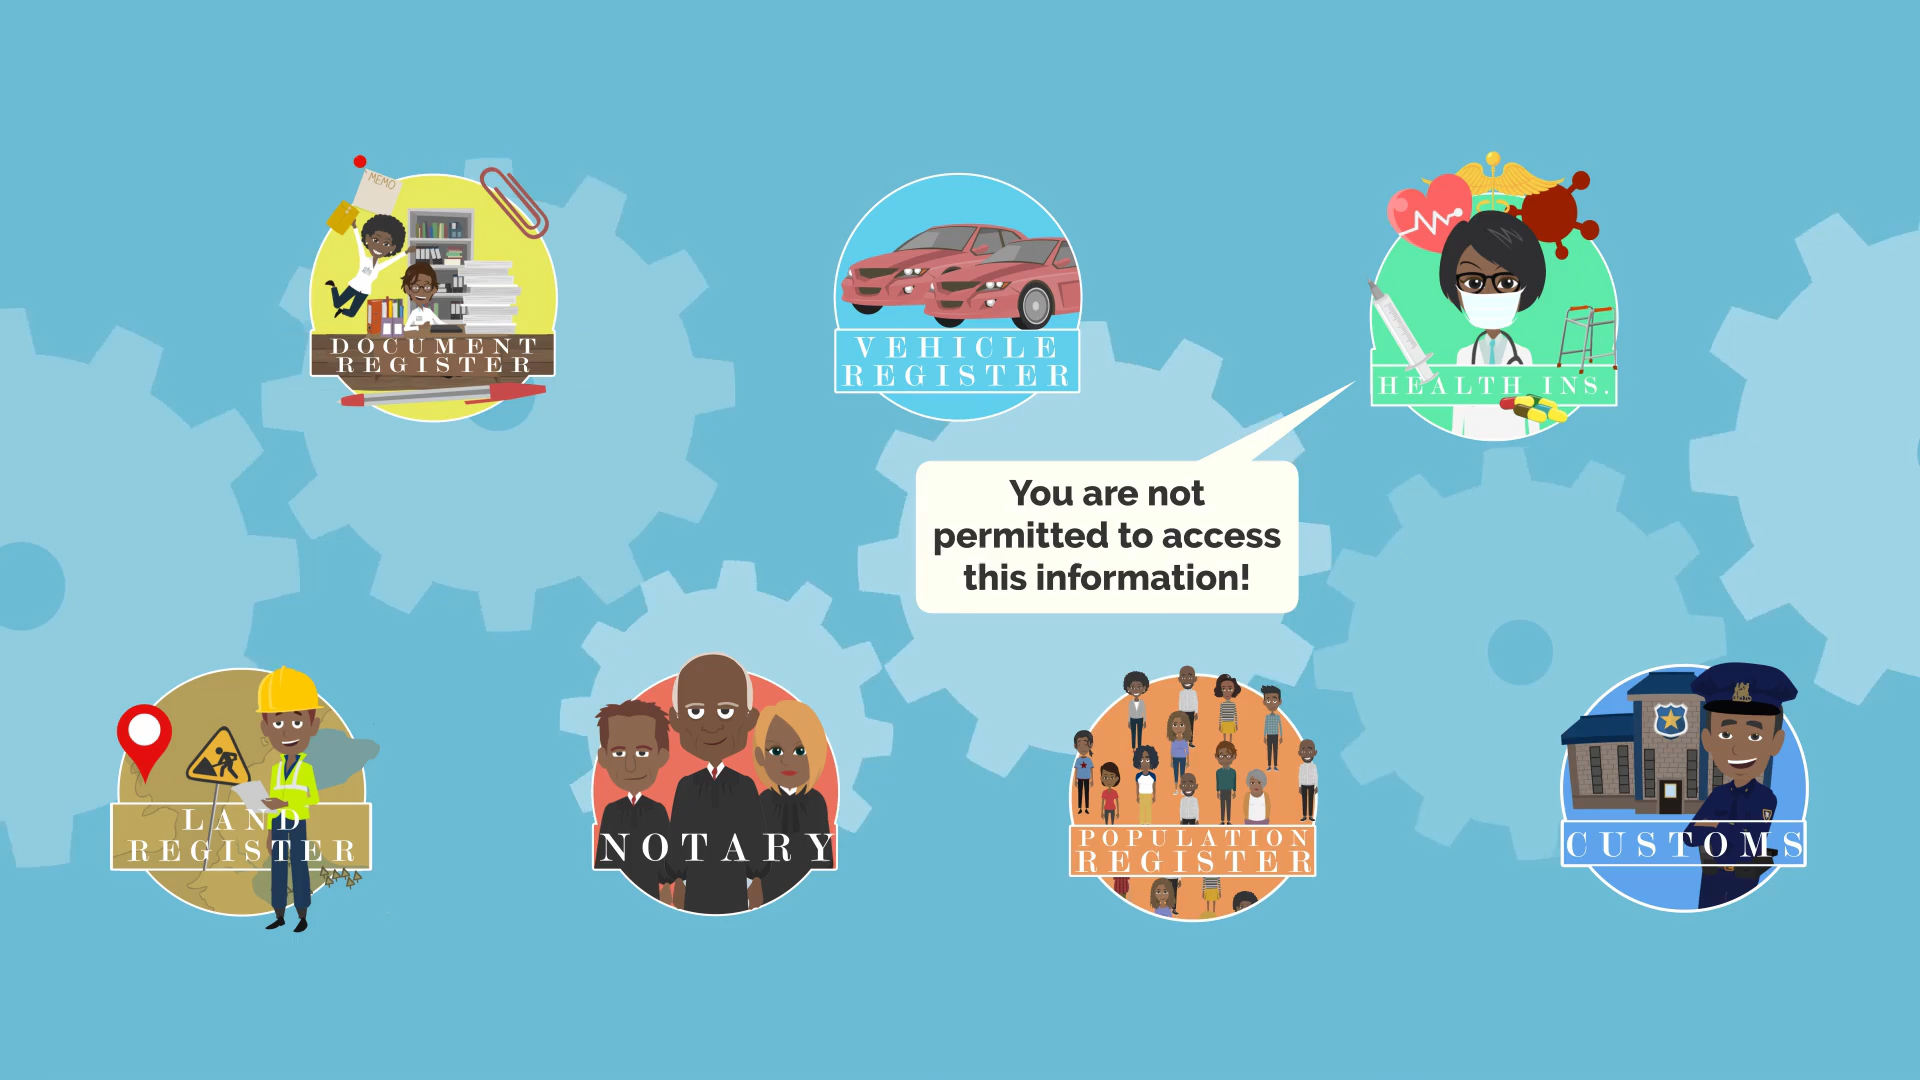 MEMO
DOCUMENT
REGISTER
VEHICLE
REGISTER
HEALTH INS.
You are not
permitted to access
this information!
LAND
REGISTER
NOTARY
POPULATION
REGISTER
CUSTOMS